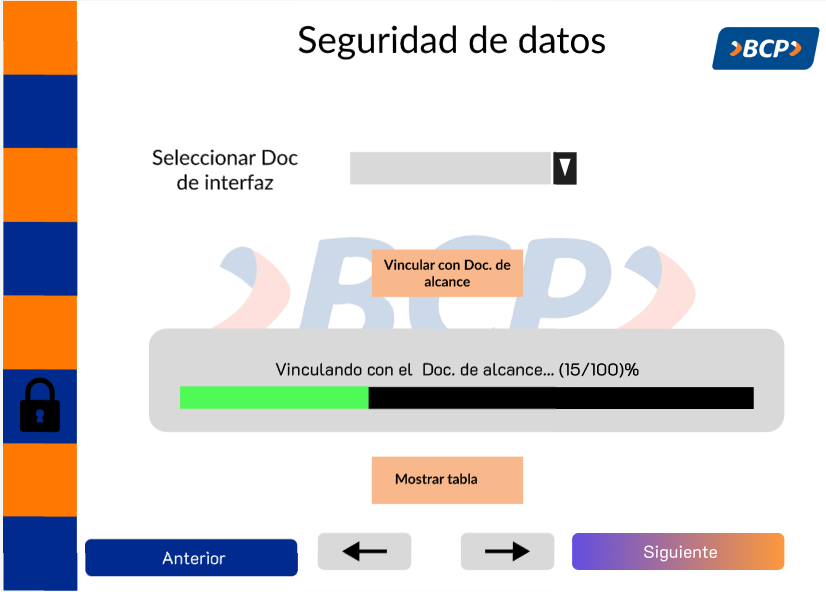 Seguridad de datos
BCP
Seleccionar Doc
de interfaz
BCP
Vincular con Doc. de
alcance
Vinculando con el Doc. de alcance... (15/100)%
Mostrar tabla
Anterior
Siguiente